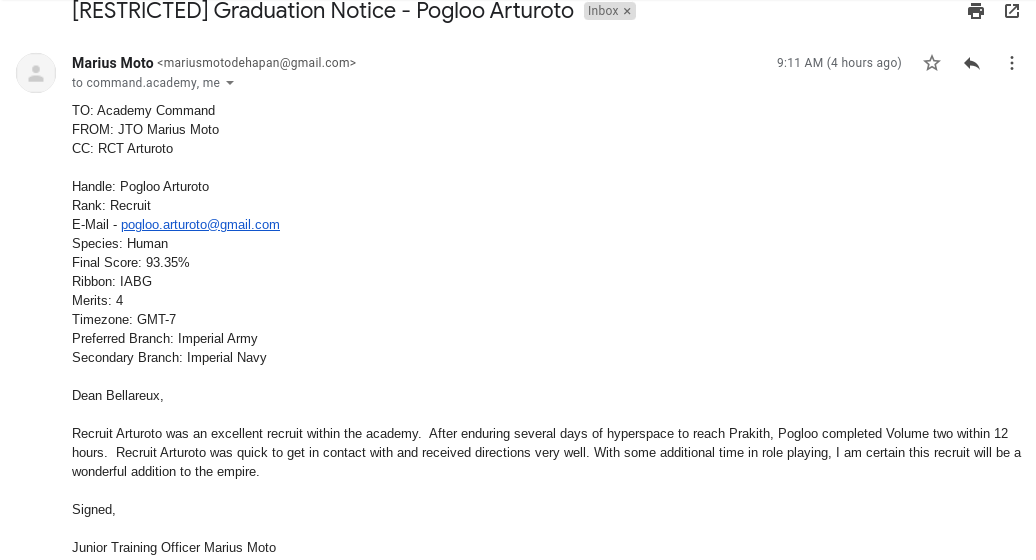 [RESTRICTED] Graduation Notice - Pogloo Arturoto Inbox ×
Marius Moto <mariusmotodehapan@gmail.com> 9:11 AM (4 hours ago)
to command.academy, me
TO: Academy Command
FROM: JTO Marius Moto
CC: RCT Arturoto
Handle: Pogloo Arturoto
Rank: Recruit
E-Mail - pogloo.arturoto@gmail.com
Species: Human
Final Score: 93.35%
Ribbon: IABG
Merits: 4
Timezone: GMT-7
Preferred Branch: Imperial Army
Secondary Branch: Imperial Navy
Dean Bellareux,
Recruit Arturoto was an excellent recruit within the academy.  After enduring several days of hyperspace to reach Prakith, Pogloo completed Volume two within 12
hours.  Recruit Arturoto was quick to get in contact with and received directions very well. With some additional time in role playing, I am certain this recruit will be a
wonderful addition to the empire.
Signed,
Junior Training Officer Marius Moto